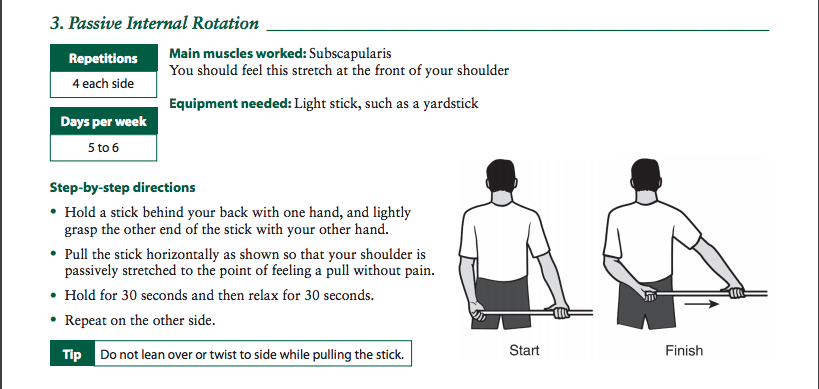 3. Passive Internal Rotation
Repetitions
4 each side
Days per week
5 to 6
Main muscles worked: Subscapularis
You should feel this stretch at the front of your shoulder
Equipment needed: Light stick, such as a yardstick
Step-by-step directions
• Hold a stick behind your back with one hand, and lightly
grasp the other end of the stick with your other hand.
• Pull the stick horizontally as shown so that your shoulder is
passively stretched to the point of feeling a pull without pain.
• Hold for 30 seconds and then relax for 30 seconds.
• Repeat on the other side.
Tip Do not lean over or twist to side while pulling the stick.
Start
Finish